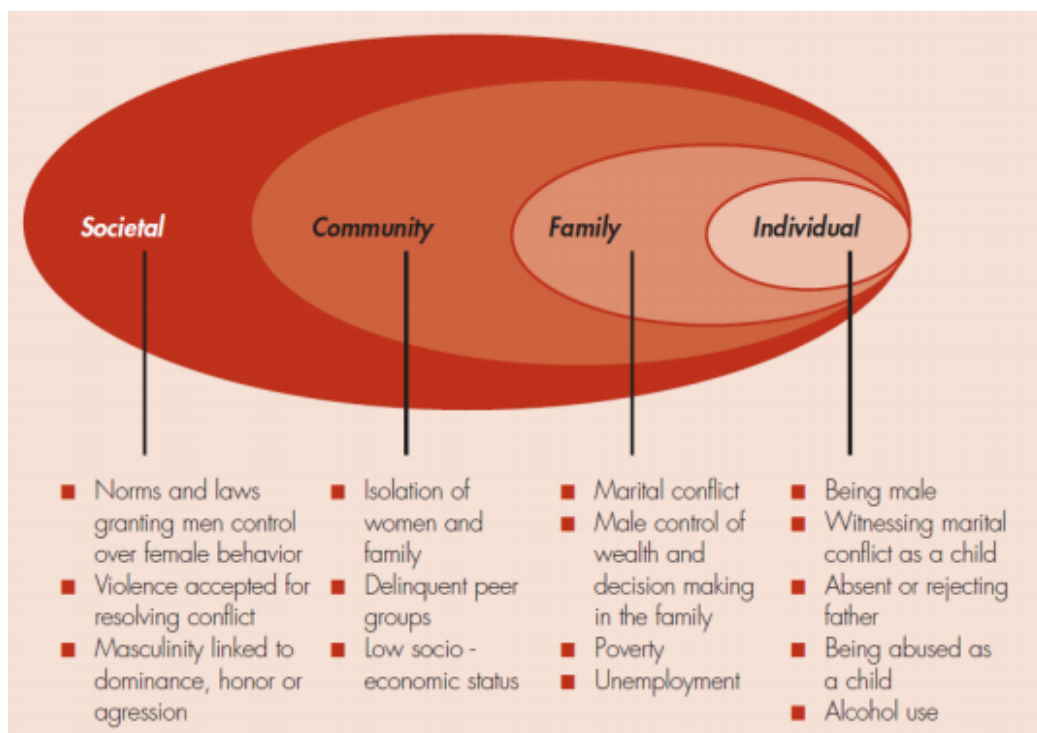 Societal
Community
Family
Individual
Norms and laws
granting men control
over female behavior
Violence accepted for
resolving conflict
Masculinity linked to
dominance, honor or
agression
Isolation of
women and
family
Delinquent peer
groups
Low socio -
economic status
Marital conflict
Male control of
wealth and
decision making
in the family
Poverty
Unemployment
Being male
Witnessing marital
conflict as a child
Absent or rejecting
father
Being abused as
a child
Alcohol use